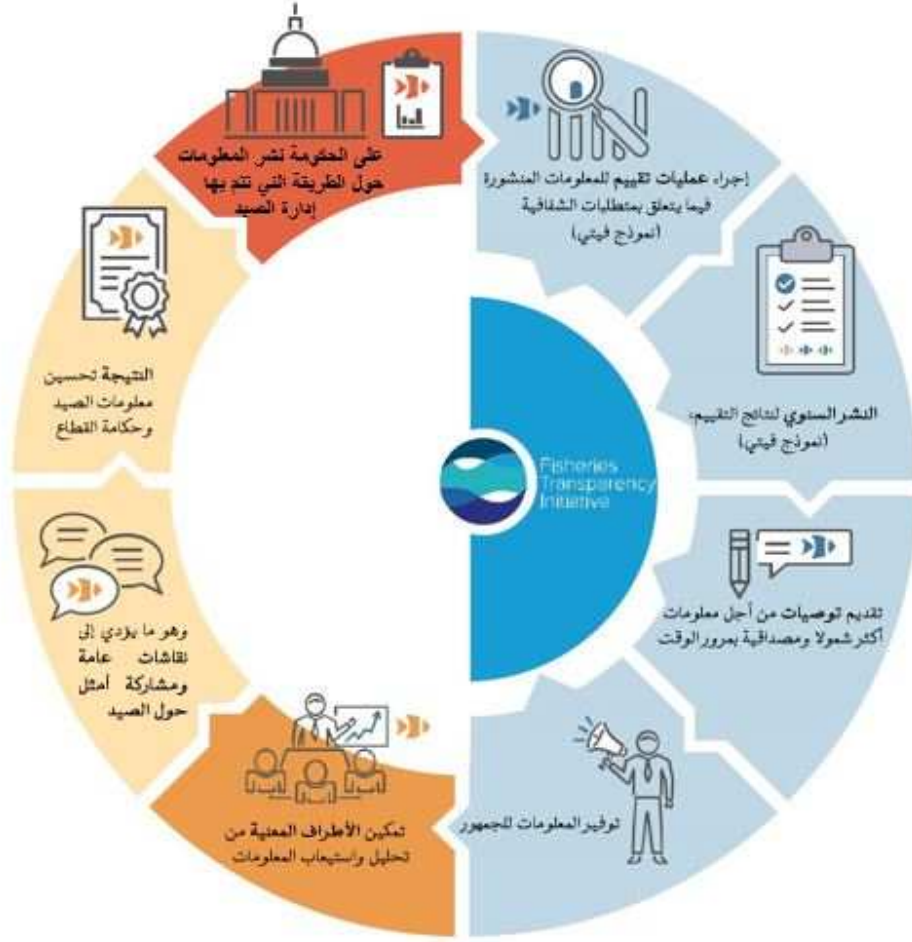 على الحكومة نشر المعلومات
حول الطريقة التي تتم بها
إدارة الصيد
إجراء عمليات تقييم للمعلومات المنشورة
فيما يتعلق بمتطلبات الشفافية
(نموذج فيتي)
النشر السنوي لنتائج التقييم،
(نموذج فيتي)
تقديم توصيات من أجل معلومات
أكثر شمولا ومصداقية بمرور الوقت
توفير المعلومات للجمهور
تمكين الأطراف المعنية من
تحليل واستيعاب المعلومات
وهو ما يؤدي إلى
نقاشات عامة
ومشاركة أمثل
حول الصيد
النتيجة تحسين
معلومات الصيد
وحكامة القطاع
Fisheries
Transparency
Initiative